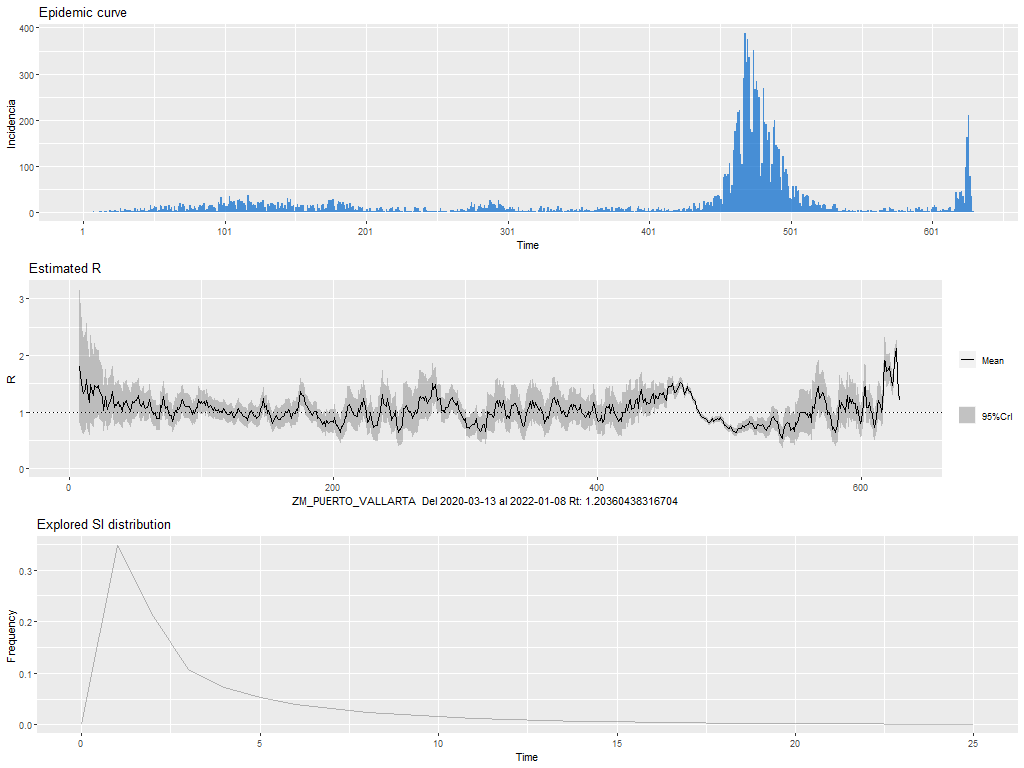 Epidemic curve
400
300
200
100
0
Incidencia
1 101 201 301 401 501 601
Time
Estimated R
3
2
1
0
R
Mean
95%CrI
0 200 400 600
ZM_PUERTO_VALLARTA Del 2020-03-13 al 2022-01-08 Rt: 1.20360438316704
Explored SI distribution
0.3
0.2
0.1
0.0
Frequency
0 5 10 15 20 25
Time